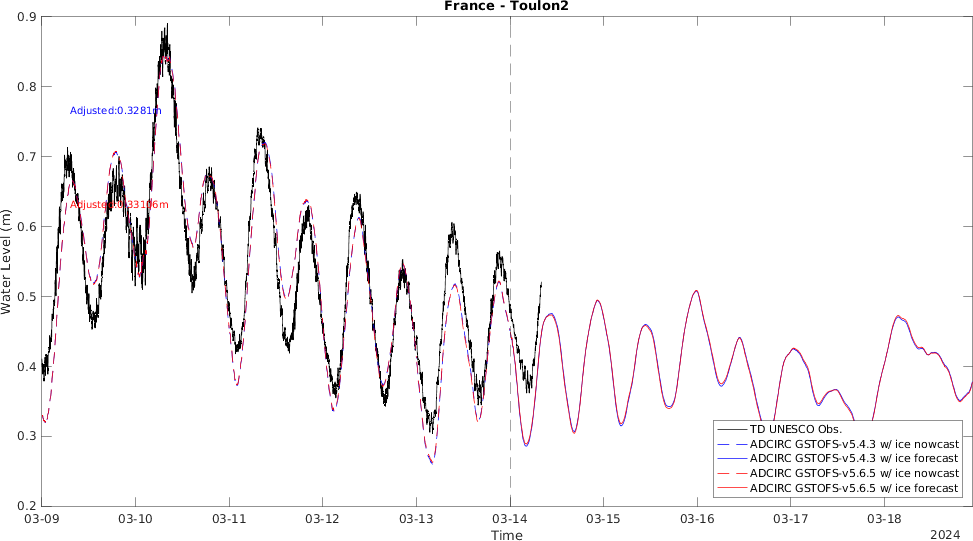 France - Toulon2
0.9
0.8
0.7
0.6
0.5
0.4
0.3
0.2
Water Level (m)
Adjusted:0.3281m
Adjusted:0.33106m
TD UNESCO Obs.
ADCIRC GSTOFS-v5.4.3 w/ ice nowcast
ADCIRC GSTOFS-v5.4.3 w/ ice forecast
ADCIRC GSTOFS-v5.6.5 w/ ice nowcast
ADCIRC GSTOFS-v5.6.5 w/ ice forecast
03-09 03-10 03-11 03-12 03-13 03-14 03-15 03-16 03-17 03-18
Time
2024